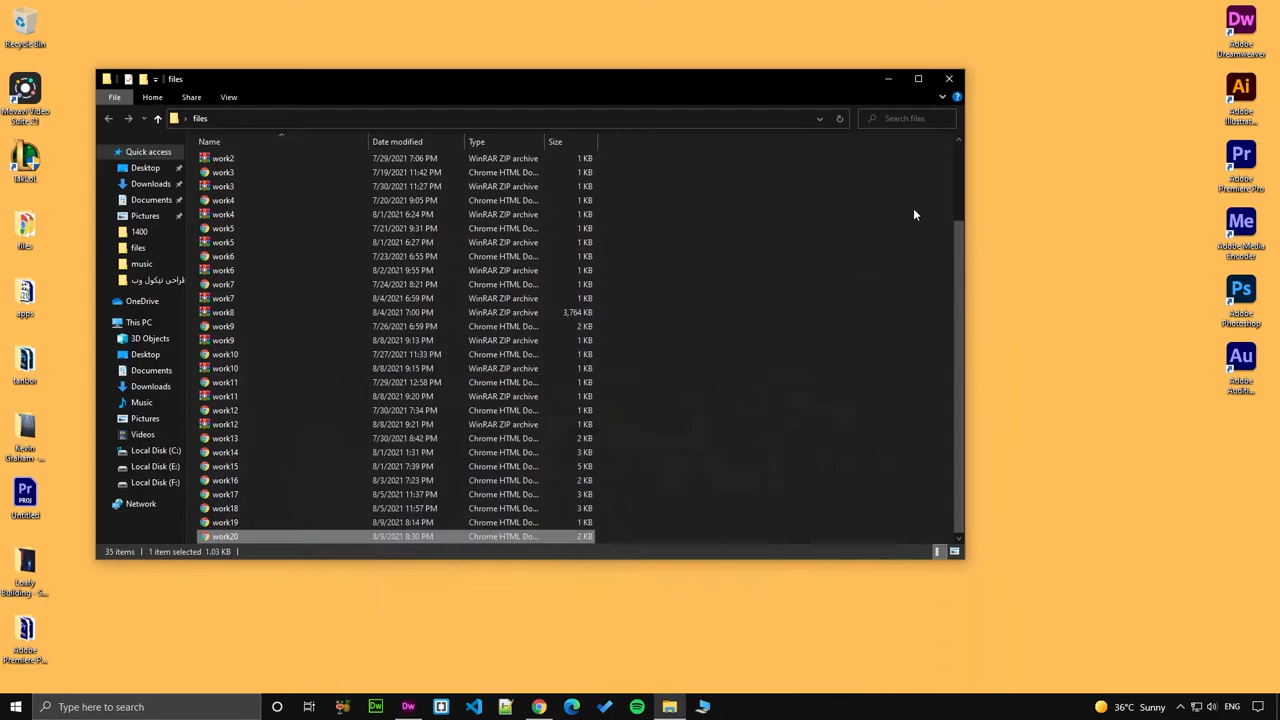 Recycle Bin
Movavi Video
Suite 21
files
apps
Kevin
Graham -...
Untitled
Building - S...
Adobe
Premiere P...
Adobe
Dreamweaver
Adobe
Illustrat...
Adobe
Premiere Pro
Adobe Media
Encoder
Adobe
Photoshop
Adobe
Auditi...
files
File Home Share View
files
Search files
Name Date modified Type Size
work2 7/29/2021 7:06 PM WinRAR ZIP archive 1 KB
work3 7/19/2021 11:42 PM Chrome HTML Do... 1 KB
work3 7/30/2021 11:27 PM WinRAR ZIP archive 1 KB
work4 7/20/2021 9:05 PM Chrome HTML Do... 1 KB
work4 8/1/2021 6:24 PM WinRAR ZIP archive 1 KB
work5 7/21/2021 9:31 PM Chrome HTML Do... 1 KB
work5 8/1/2021 6:27 PM WinRAR ZIP archive 1 KB
work6 7/23/2021 6:55 PM Chrome HTML Do... 1 KB
work6 8/2/2021 9:55 PM WinRAR ZIP archive 1 KB
work7 7/24/2021 8:21 PM Chrome HTML Do... 1 KB
work7 8/4/2021 6:59 PM WinRAR ZIP archive 1 KB
work8 8/4/2021 7:00 PM WinRAR ZIP archive 3,764 KB
work9 7/26/2021 6:59 PM Chrome HTML Do... 2 KB
work9 8/8/2021 9:13 PM WinRAR ZIP archive 1 KB
work10 7/27/2021 11:33 PM Chrome HTML Do... 1 KB
work10 8/8/2021 9:15 PM WinRAR ZIP archive 1 KB
work11 7/29/2021 12:58 PM Chrome HTML Do... 1 KB
work11 8/8/2021 9:20 PM WinRAR ZIP archive 1 KB
work12 7/30/2021 7:34 PM Chrome HTML Do... 1 KB
work12 8/8/2021 9:21 PM WinRAR ZIP archive 1 KB
work13 7/30/2021 8:42 PM Chrome HTML Do... 2 KB
work14 8/1/2021 1:31 PM Chrome HTML Do... 3 KB
work15 8/1/2021 7:39 PM Chrome HTML Do... 5 KB
work16 8/3/2021 7:23 PM Chrome HTML Do... 2 KB
work17 8/5/2021 11:37 PM Chrome HTML Do... 3 KB
work18 8/5/2021 11:57 PM Chrome HTML Do... 3 KB
work19 8/9/2021 8:14 PM Chrome HTML Do... 1 KB
work20 8/9/2021 8:30 PM Chrome HTML Do... 2 KB
Quick access
Desktop
Downloads
Documents
Pictures
1400
files
music
طراحی نیکول وب
OneDrive
This PC
3D Objects
Desktop
Documents
Downloads
Music
Pictures
Videos
Local Disk (C:)
Local Disk (E:)
Local Disk (F:)
Network
35 items 1 item selected 1.03 KB
Type here to search
36°C Sunny
ENG